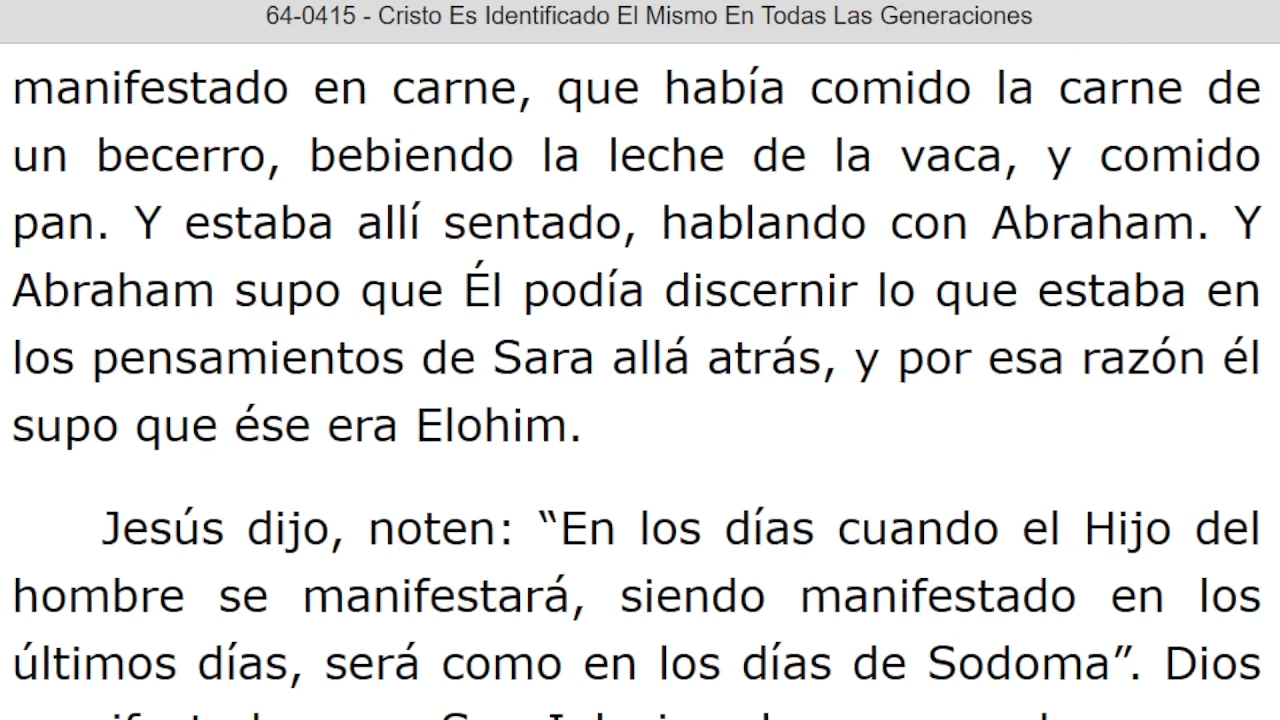 64-0415 - Cristo Es Identificado El Mismo En Todas Las Generaciones
manifestado en carne, que había comido la carne de
un becerro, bebiendo la leche de la vaca, y comido
pan. Y estaba allí sentado, hablando con Abraham. Y
Abraham supo que Él podía discernir lo que estaba en
los pensamientos de Sara allá atrás, y por esa razón él
supo que ése era Elohim.
Jesús dijo, noten: “En los días cuando el Hijo del
hombre se manifestará, siendo manifestado en los
últimos días, será como en los días de Sodoma”. Dios